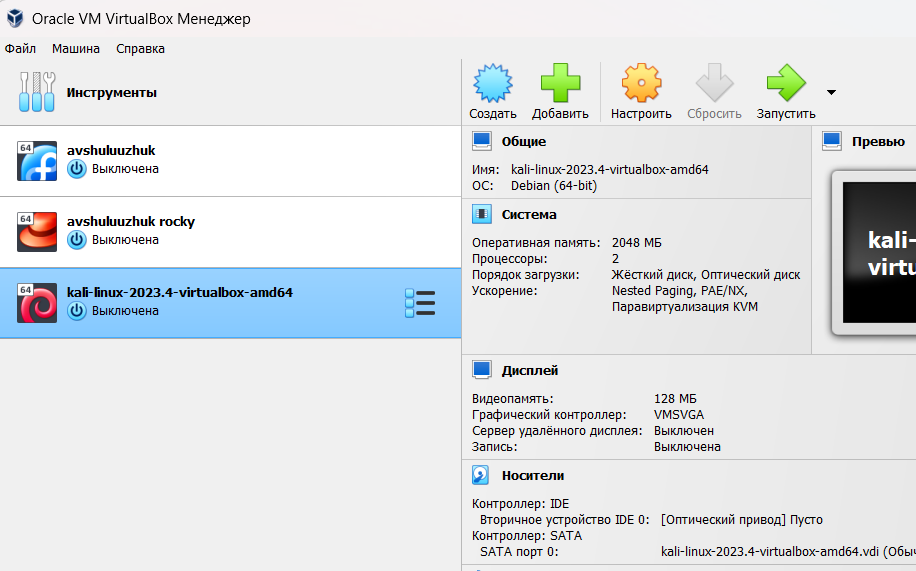 Oracle VM VirtualBox Менеджер
Файл Машина Справка
Инструменты
Создать Добавить Настроить Сбросить Запустить
64
avshuluuzhuk
Выключена
64
avshuluuzhuk rocky
Выключена
64
kali-linux-2023.4-virtualbox-amd64
Выключена
Общие
Имя: kali-linux-2023.4-virtualbox-amd64
ОС: Debian (64-bit)
Система
Оперативная память: 2048 МБ
Процессоры: 2
Порядок загрузки: Жёсткий диск, Оптический диск
Ускорение: Nested Paging, PAE/NX,
Паравиртуализация KVM
Превью
kali-
virtu
Дисплей
Видеопамять: 128 МБ
Графический контроллер: VMSVGA
Сервер удалённого дисплея: Выключен
Запись: Выключена
Носители
Контроллер: IDE
Вторичное устройство IDE 0: [Оптический привод] Пусто
Контроллер: SATA
SATA порт 0: kali-linux-2023.4-virtualbox-amd64.vdi (Обыч